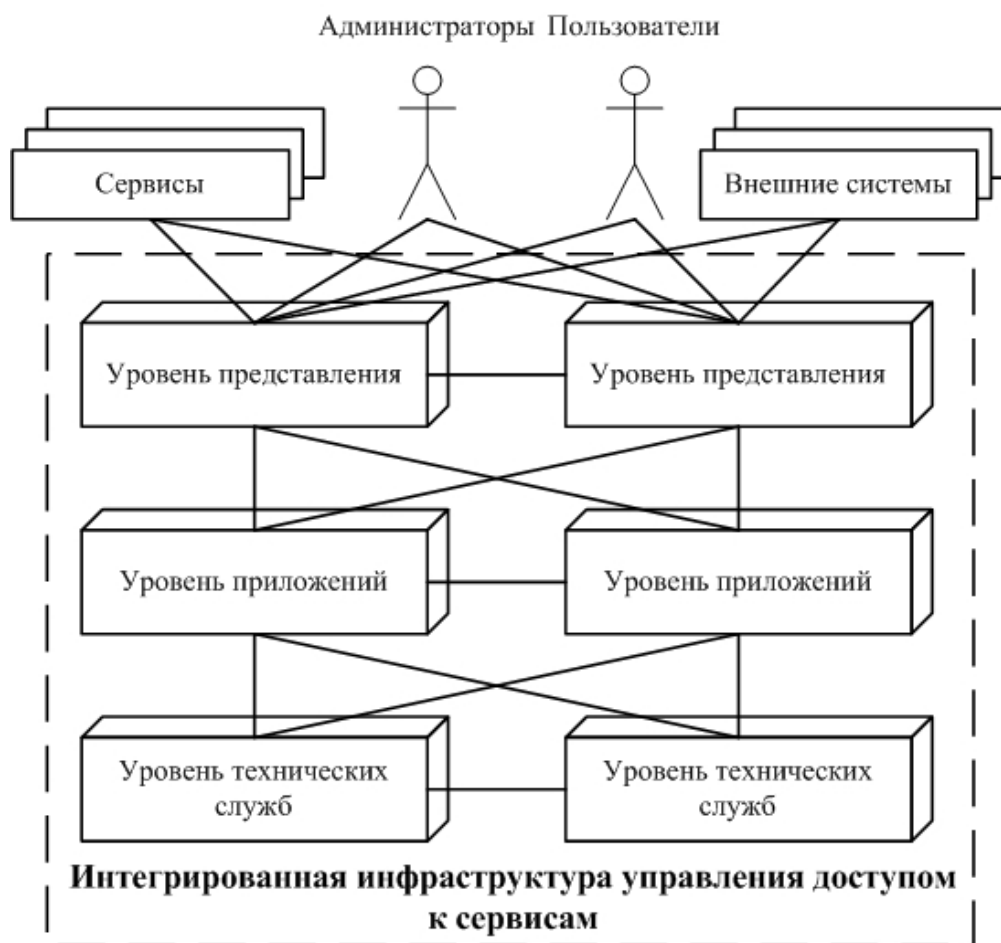 Администраторы Пользователи
Сервисы
Внешние системы
Уровень представления
Уровень представления
Уровень приложений
Уровень приложений
Уровень технических
служб
Уровень технических
служб
Интегрированная инфраструктура управления доступом
к сервисам